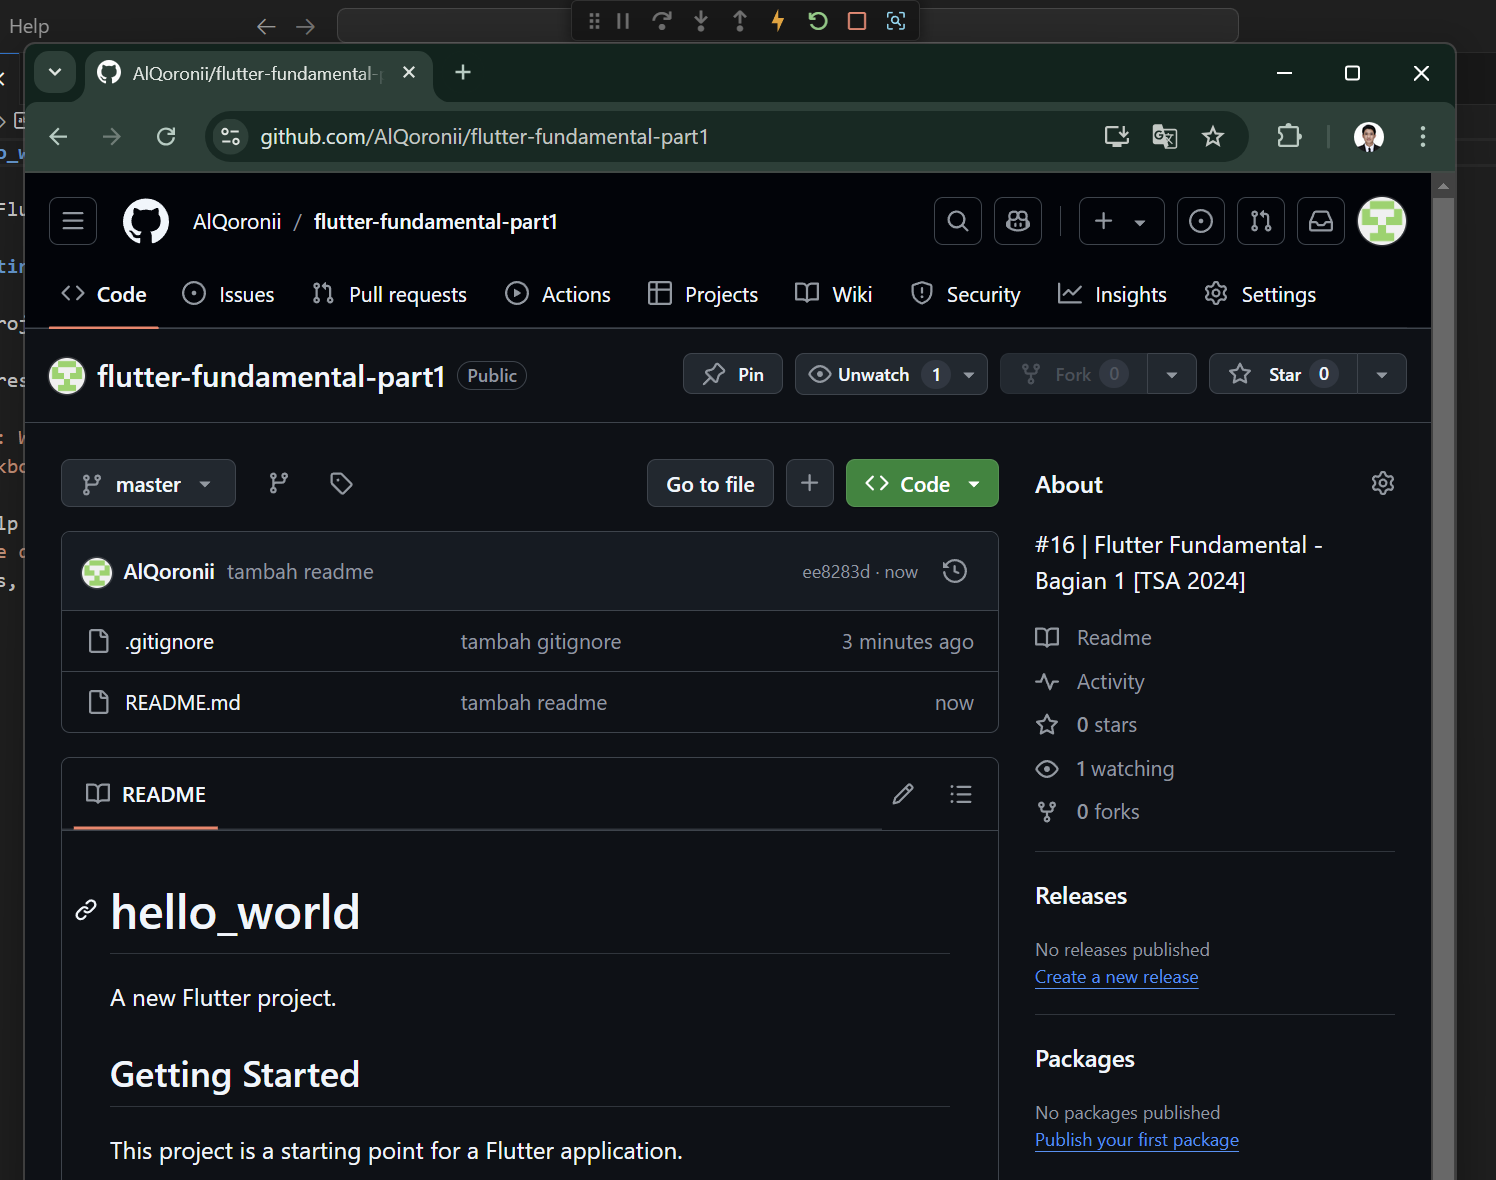 Help
AlQoronii/flutter-fundamental-
github.com/AlQoronii/flutter-fundamental-part1
AlQoronii / flutter-fundamental-part1
Code Issues Pull requests Actions Projects Wiki Security Insights Settings
flutter-fundamental-part1 Public Pin Unwatch 1 Fork 0 Star 0
master Go to file Code
AlQoronii tambah readme ee8283d · now
.gitignore tambah gitignore 3 minutes ago
README.md tambah readme now
README
hello_world
A new Flutter project.
Getting Started
This project is a starting point for a Flutter application.
About
#16 | Flutter Fundamental -
Bagian 1 [TSA 2024]
Readme
Activity
0 stars
1 watching
0 forks
Releases
No releases published
Create a new release
Packages
No packages published
Publish your first package